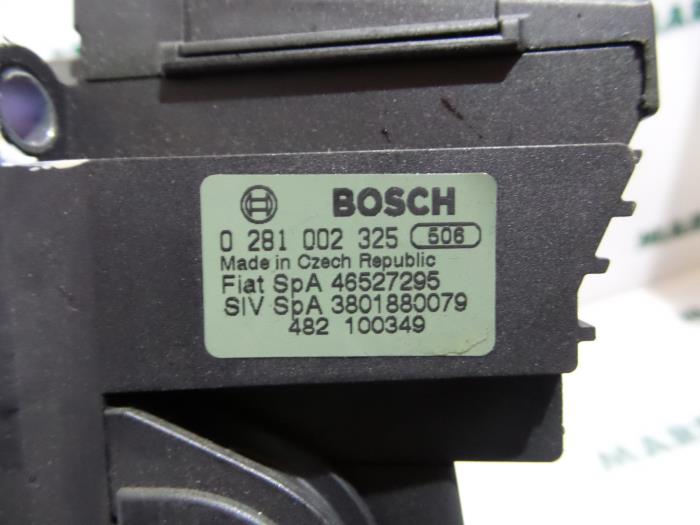 BOSCH
0 281 002 325 506
Made in Czech Republic
Fiat SpA 46527295
SIV SpA 3801880079
482 100349